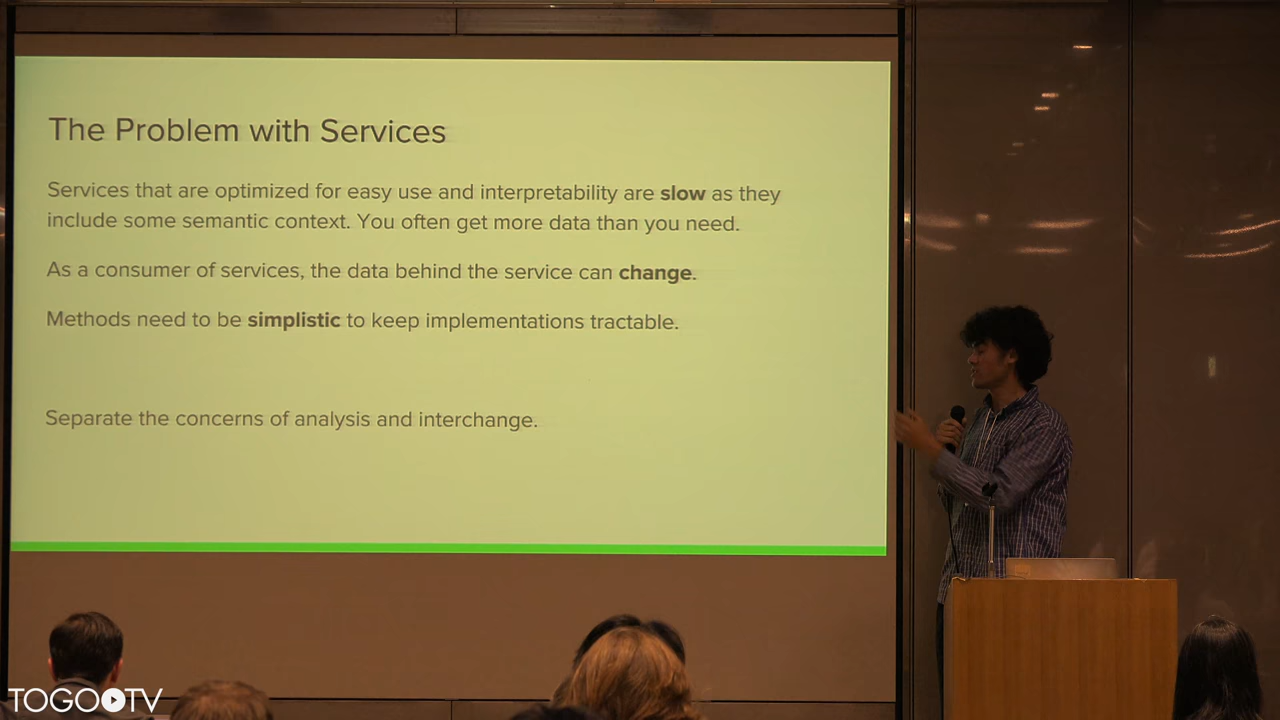 The Problem with Services
Services that are optimized for easy use and interpretability are slow as they
include some semantic context. You often get more data than you need.
As a consumer of services, the data behind the service can change.
Methods need to be simplistic to keep implementations tractable.
Separate the concerns of analysis and interchange.
TOGOTV